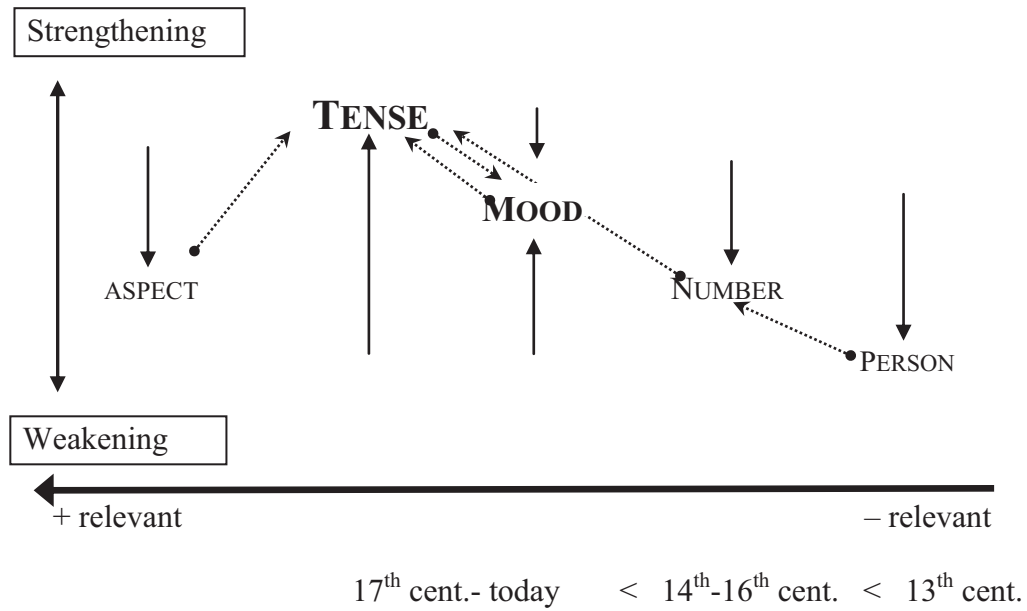 Strengthening
TENSE
MOOD
ASPECT
NUMBER
PERSON
Weakening
+ relevant – relevant
17th cent.- today < 14th-16th cent. < 13th cent.